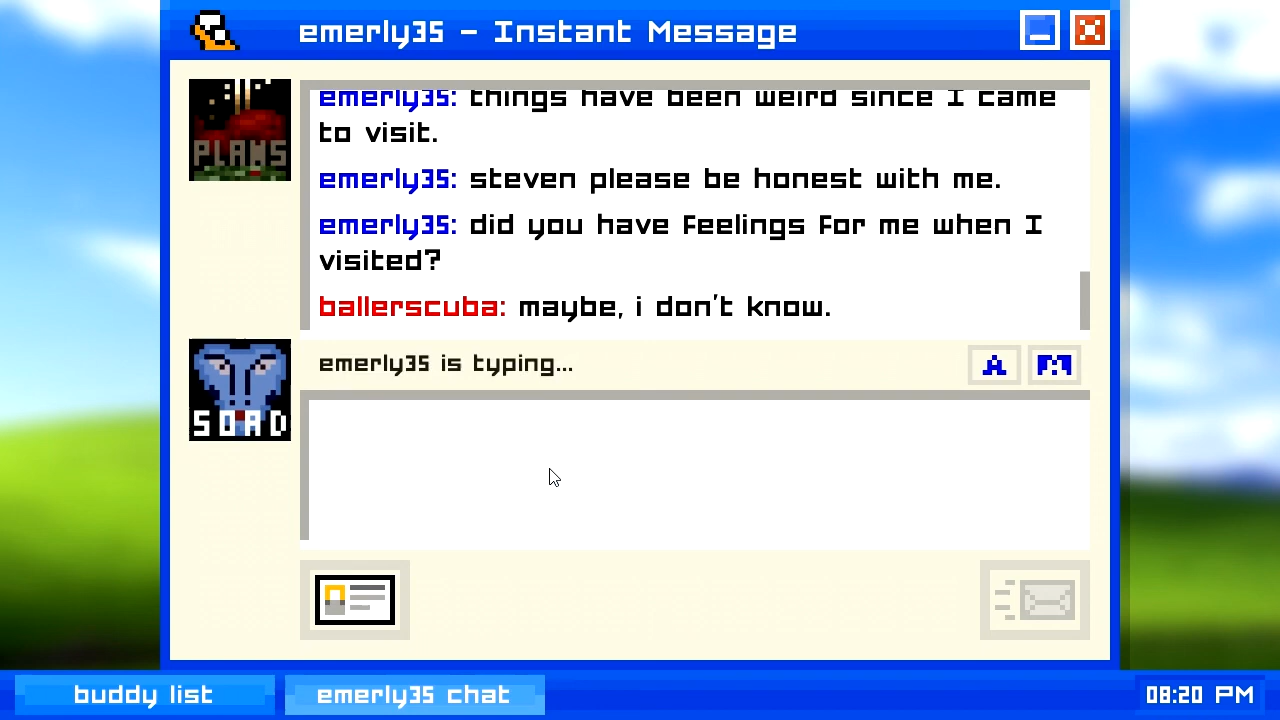 emerly35 - Instant Message
PLANS
emerly35: things have been weird since I came
to visit.
emerly35: steven please be honest with me.
emerly35: did you have feelings for me when I
visited?
ballerscuba: maybe, i don't know.
SOAD
emerly35 is typing...
A
buddy list
emerly35 chat
08:20 PM